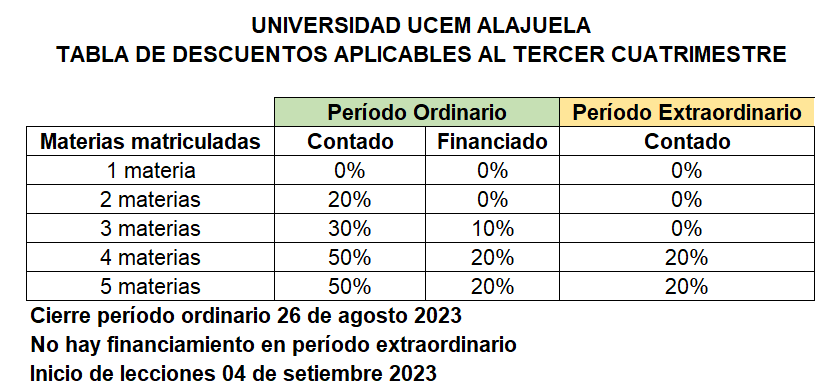 UNIVERSIDAD UCEM ALAJUELA
TABLA DE DESCUENTOS APLICABLES AL TERCER CUATRIMESTRE
Período Ordinario Período Extraordinario
Materias matriculadas Contado Financiado Contado
1 materia 0% 0% 0%
2 materias 20% 0% 0%
3 materias 30% 10% 0%
4 materias 50% 20% 20%
5 materias 50% 20% 20%
Cierre período ordinario 26 de agosto 2023
No hay financiamiento en período extraordinario
Inicio de lecciones 04 de setiembre 2023